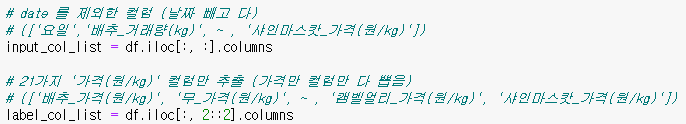 # date 를 제외한 컬럼 (날짜 빼고 다)
# (['요일','배추_거래량(kg)', ~ , '샤인마스캇_가격(원/kg)'])
input_col_list = df.iloc[:, :].columns
# 21가지 '가격(원/kg)' 컬럼만 추출 (가격만 컬럼만 다 뽑음)
# (['배추_가격(원/kg)', '무_가격(원/kg)', ~ , '캠벨얼리_가격(원/kg)', '샤인마스캇_가격(원/kg)'])
label_col_list = df.iloc[:, 2::2].columns